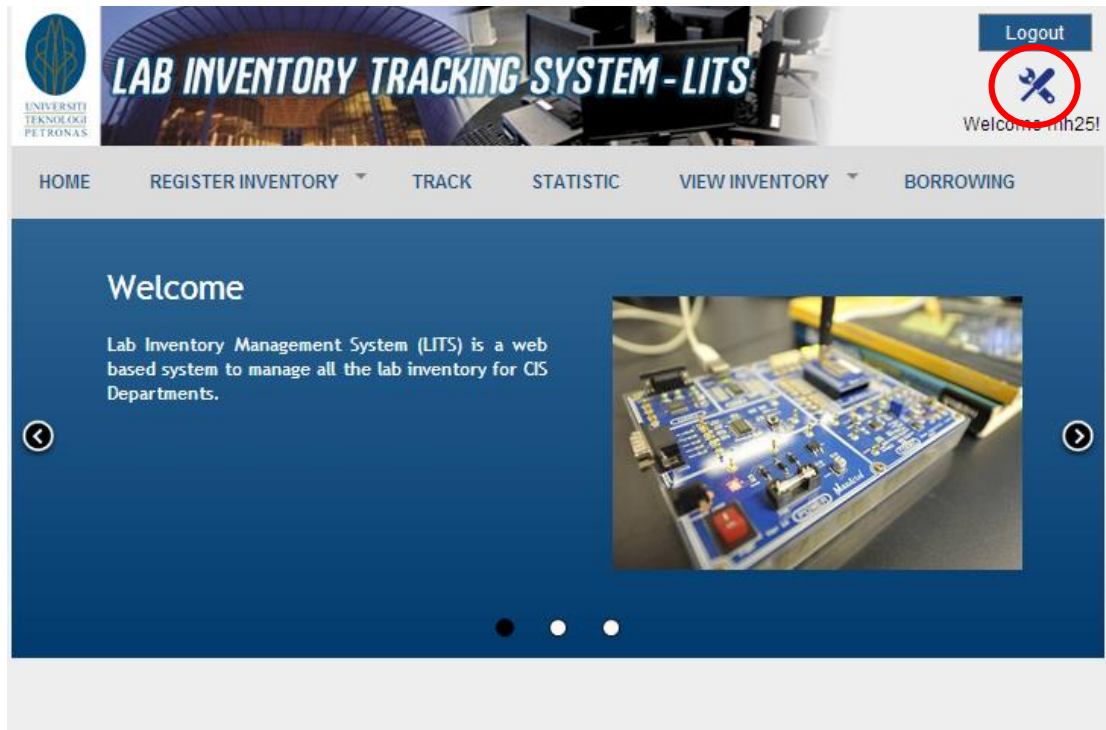 UNIVERSITI
TEKNOLOGI
PETRONAS
LAB INVENTORY TRACKING SYSTEM - LITS
Logout
Welcome mh25!
HOME REGISTER INVENTORY TRACK STATISTIC VIEW INVENTORY BORROWING
Welcome
Lab Inventory Management System (LITS) is a web
based system to manage all the lab inventory for CIS
Departments.
POWER